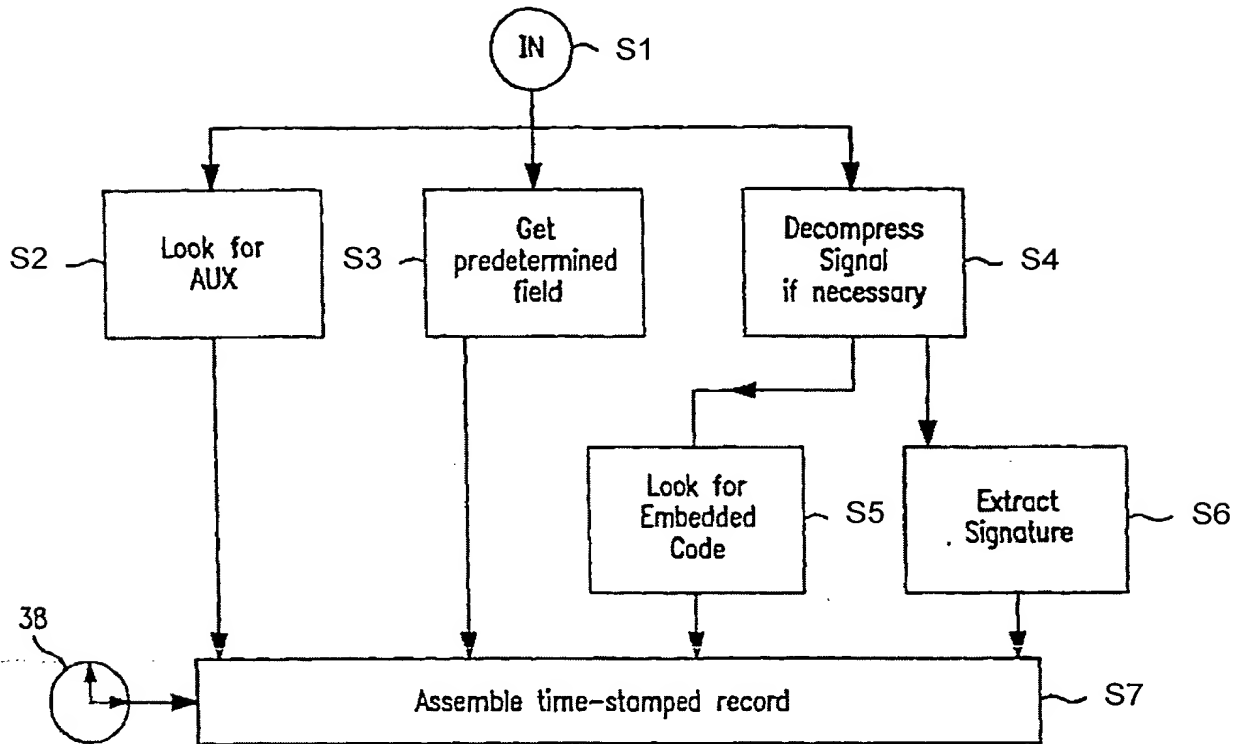 IN
S1
S2
Look for
AUX
S3
Get
predetermined
field
Decompress
Signal
if necessary
S4
Look for
Embedded
Code
S5
Extract
Signature
S6
38
Assemble time-stamped record
S7